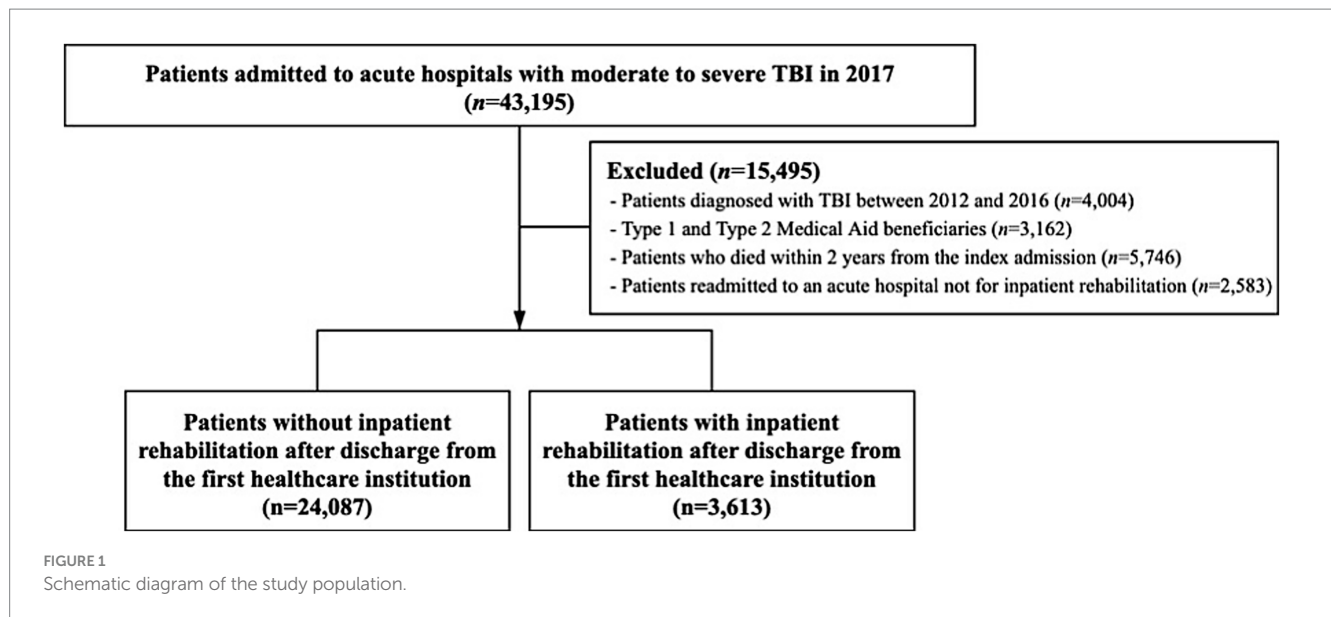 Patients admitted to acute hospitals with moderate to severe TBI in 2017
(n=43,195)
Excluded (n=15,495)
- Patients diagnosed with TBI between 2012 and 2016 (n=4,004)
- Type 1 and Type 2 Medical Aid beneficiaries (n=3,162)
- Patients who died within 2 years from the index admission (n=5,746)
- Patients readmitted to an acute hospital not for inpatient rehabilitation (n=2,583)
Patients without inpatient
rehabilitation after discharge from
the first healthcare institution
(n=24,087)
Patients with inpatient
rehabilitation after discharge from
the first healthcare institution
(n=3,613)
FIGURE 1
Schematic diagram of the study population.